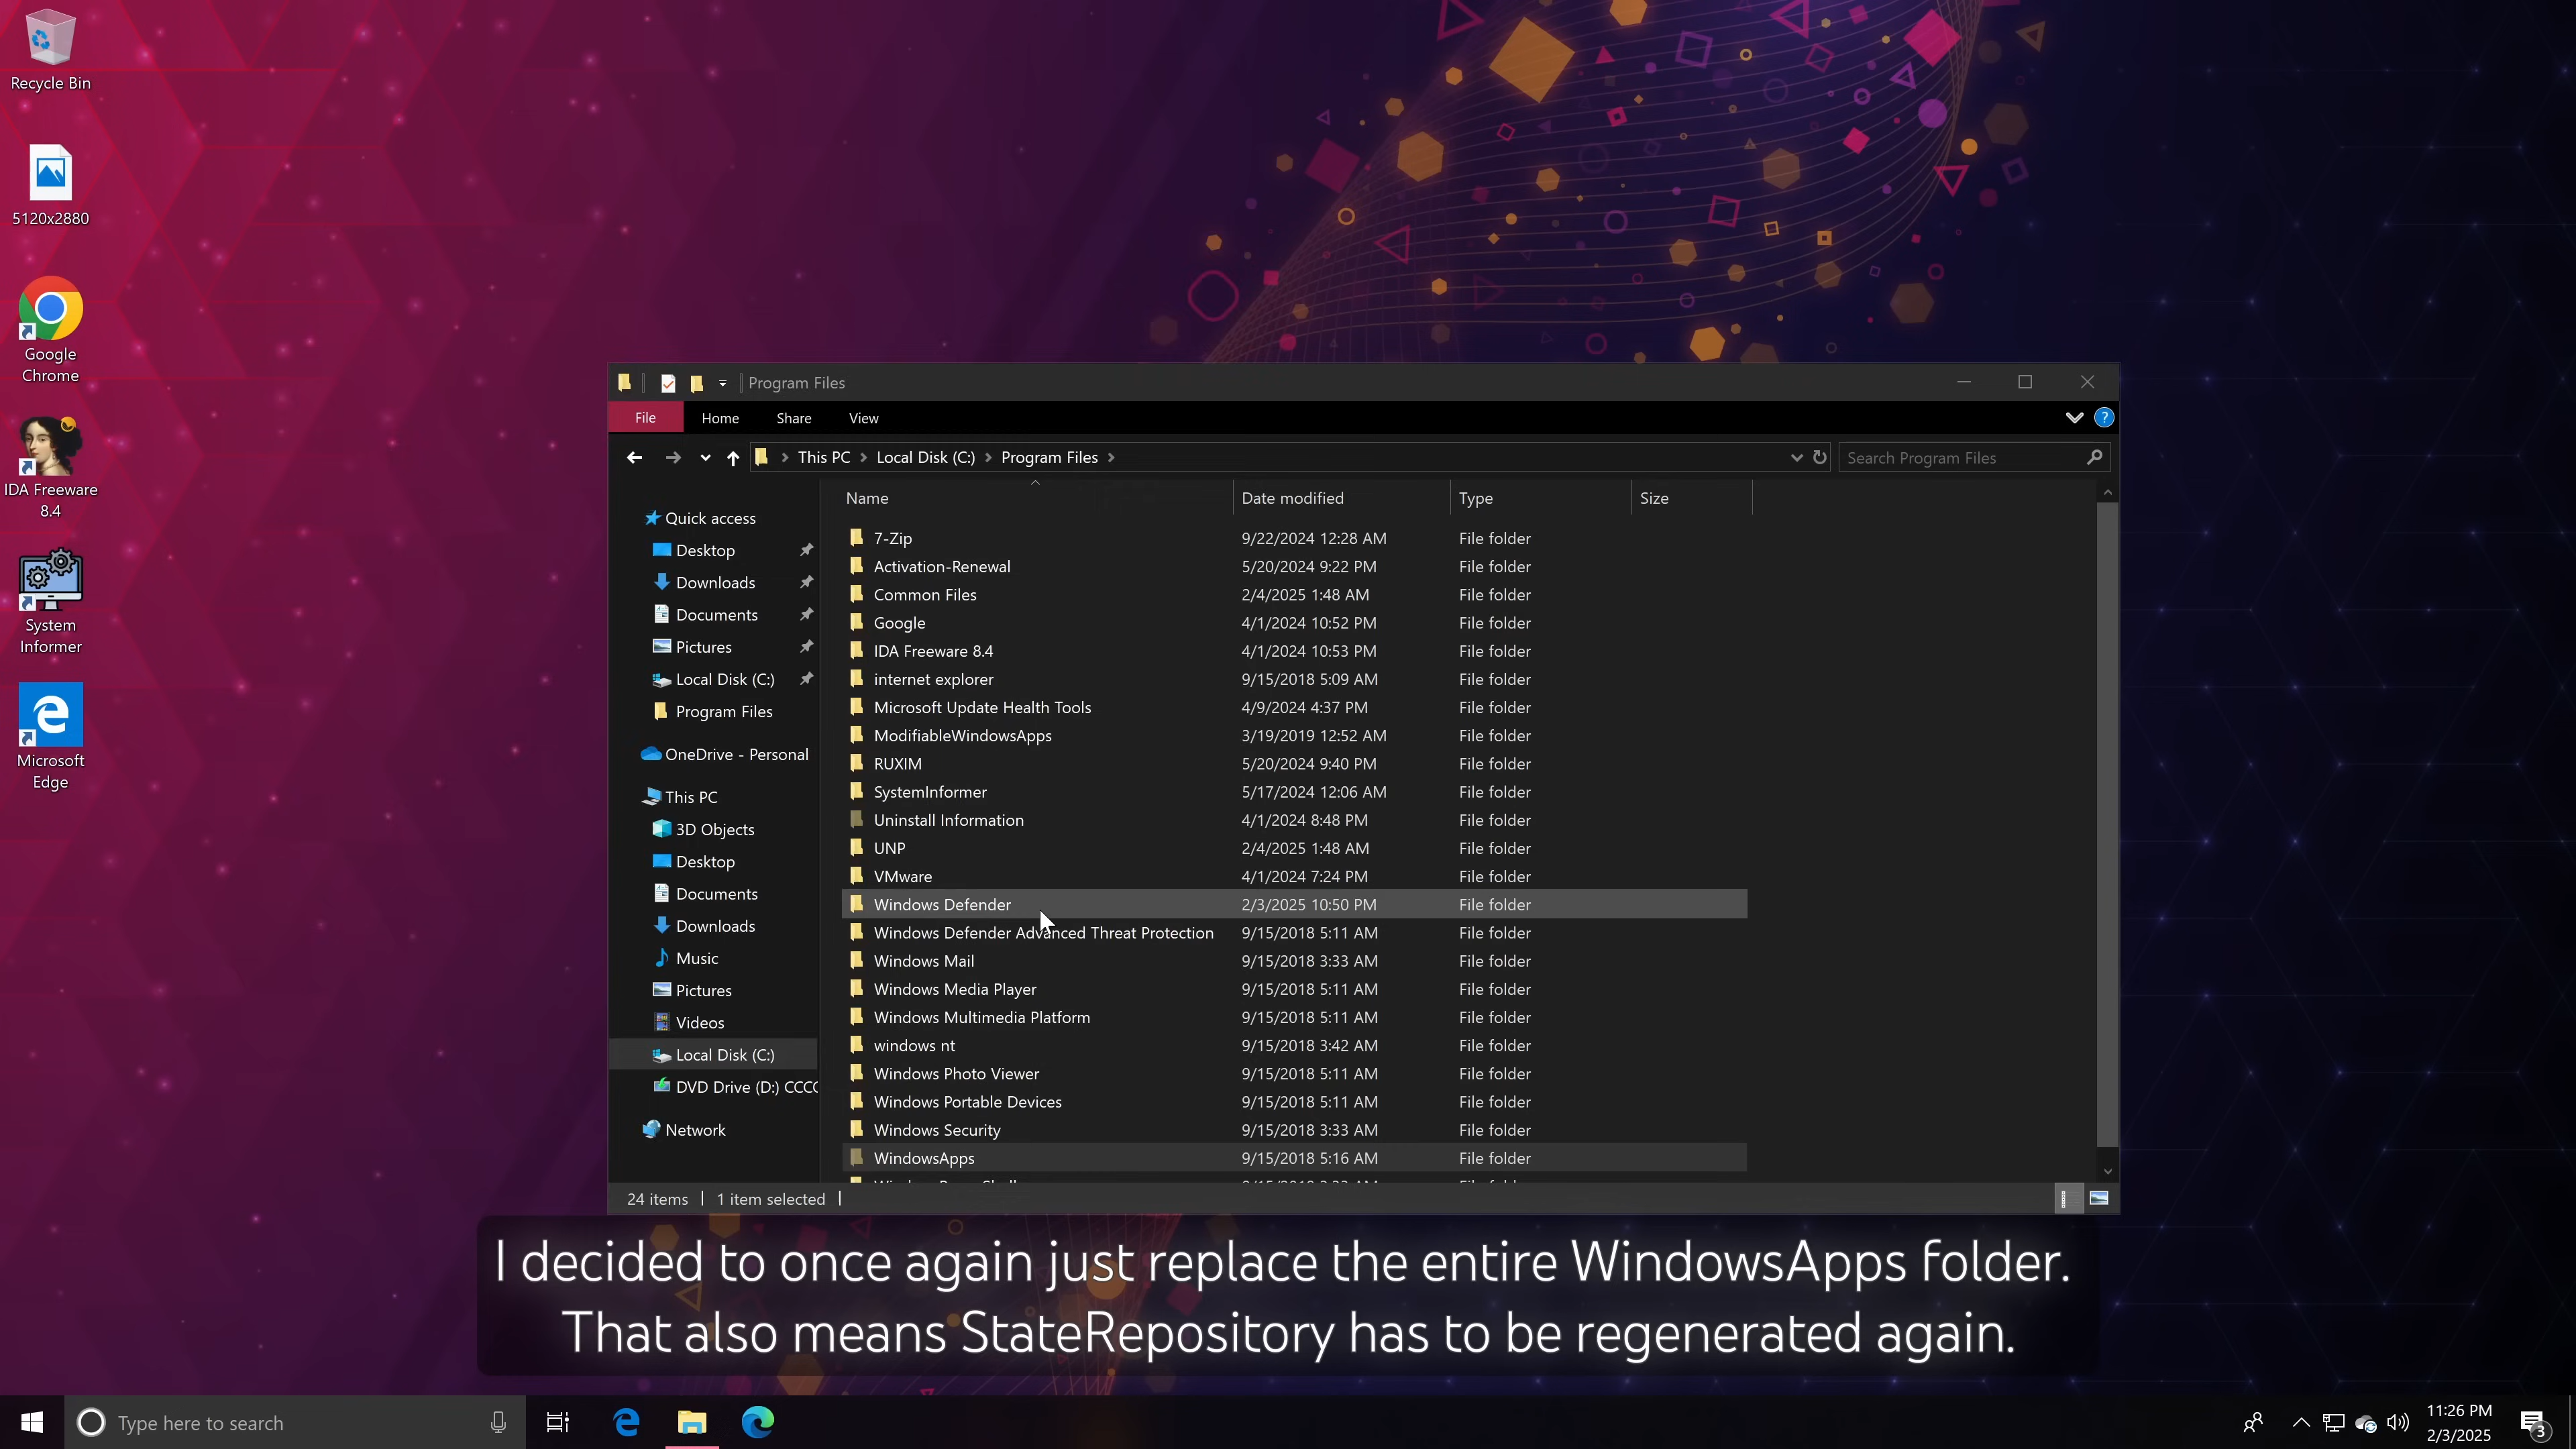 Recycle Bin
5120x2880
Google
Chrome
IDA Freeware
8.4
System
Informer
Microsoft
Edge
Program Files
File Home Share View
This PC Local Disk (C:) Program Files
Search Program Files
Quick access
Desktop
Downloads
Documents
Pictures
Local Disk (C:)
Program Files
OneDrive - Personal
This PC
3D Objects
Desktop
Documents
Downloads
Music
Pictures
Videos
Local Disk (C:)
DVD Drive (D:) CCCO
Network
Name Date modified Type Size
7-Zip 9/22/2024 12:28 AM File folder
Activation-Renewal 5/20/2024 9:22 PM File folder
Common Files 2/4/2025 1:48 AM File folder
Google 4/1/2024 10:52 PM File folder
IDA Freeware 8.4 4/1/2024 10:53 PM File folder
internet explorer 9/15/2018 5:09 AM File folder
Microsoft Update Health Tools 4/9/2024 4:37 PM File folder
ModifiableWindowsApps 3/19/2019 12:52 AM File folder
RUXIM 5/20/2024 9:40 PM File folder
SystemInformer 5/17/2024 12:06 AM File folder
Uninstall Information 4/1/2024 8:48 PM File folder
UNP 2/4/2025 1:48 AM File folder
VMware 4/1/2024 7:24 PM File folder
Windows Defender 2/3/2025 10:50 PM File folder
Windows Defender Advanced Threat Protection 9/15/2018 5:11 AM File folder
Windows Mail 9/15/2018 3:33 AM File folder
Windows Media Player 9/15/2018 5:11 AM File folder
Windows Multimedia Platform 9/15/2018 5:11 AM File folder
windows nt 9/15/2018 3:42 AM File folder
Windows Photo Viewer 9/15/2018 5:11 AM File folder
Windows Portable Devices 9/15/2018 5:11 AM File folder
Windows Security 9/15/2018 3:33 AM File folder
WindowsApps 9/15/2018 5:16 AM File folder
24 items 1 item selected
I decided to once again just replace the entire WindowsApps folder.
That also means StateRepository has to be regenerated again.
Type here to search
11:26 PM
2/3/2025
3